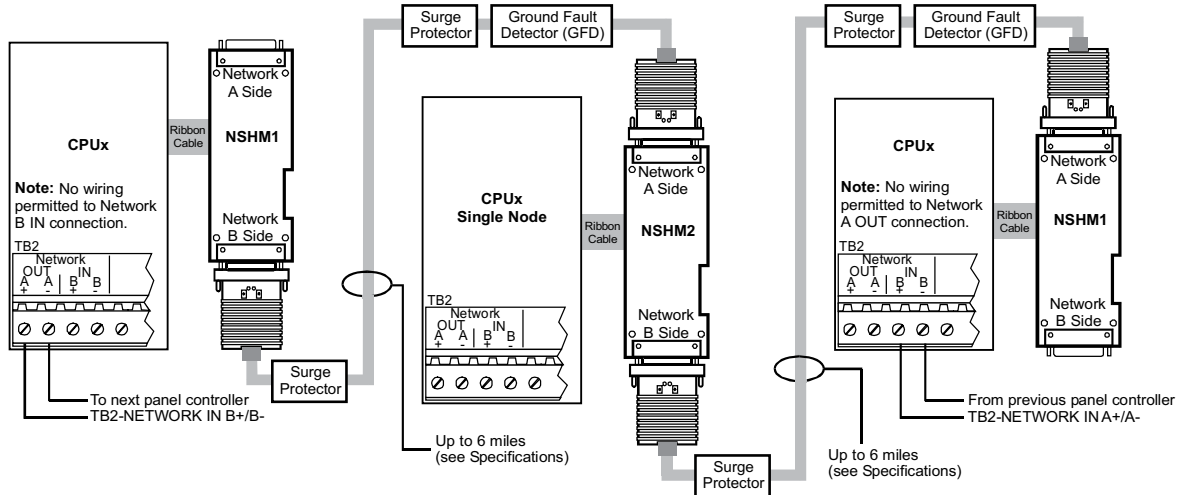 Surge
Protector
Ground Fault
Detector (GFD)
Surge
Protector
Ground Fault
Detector (GFD)
CPUx
Note: No wiring
permitted to Network
B IN connection.
TB2
Network
OUT IN
A A B B
+ - + -
Ribbon
Cable
Network
A Side
NSHM1
Network
B Side
To next panel controller
TB2-NETWORK IN B+/B-
Surge
Protector
Up to 6 miles
(see Specifications)
CPUx
Single Node
TB2
Network
OUT IN
A A B B
+ - + -
Ribbon
Cable
Network
A Side
NSHM2
Network
B Side
Surge
Protector
Up to 6 miles
(see Specifications)
CPUx
Note: No wiring
permitted to Network
A OUT connection.
TB2
Network
OUT IN
A A B B
+ - + -
Ribbon
Cable
Network
A Side
NSHM1
Network
B Side
From previous panel controller
TB2-NETWORK IN A+/A-